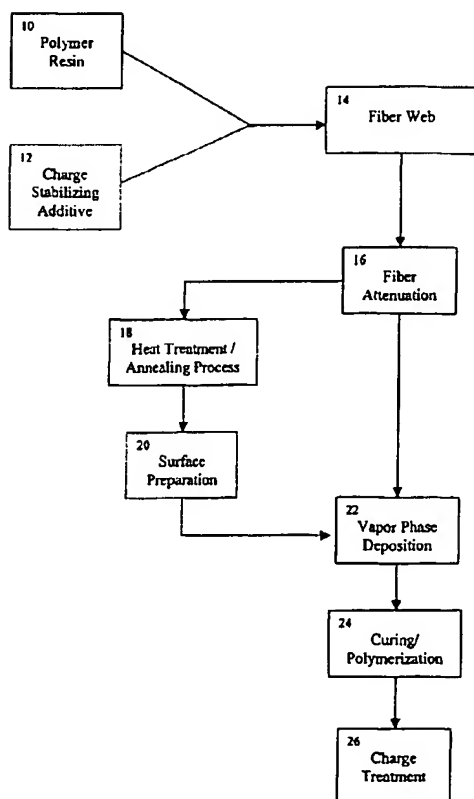 10
Polymer
Resin
12
Charge
Stabilizing
Additive
14
Fiber Web
16
Fiber
Attenuation
18
Heat Treatment /
Annealing Process
20
Surface
Preparation
22
Vapor Phase
Deposition
24
Curing/
Polymerization
26
Charge
Treatment